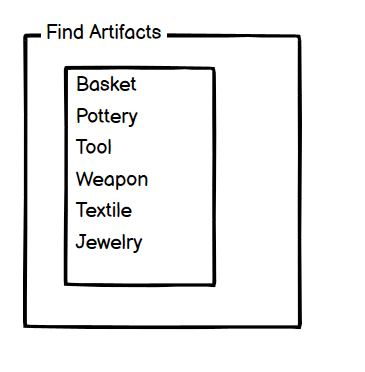 Find Artifacts
Basket
Pottery
Tool
Weapon
Textile
Jewelry